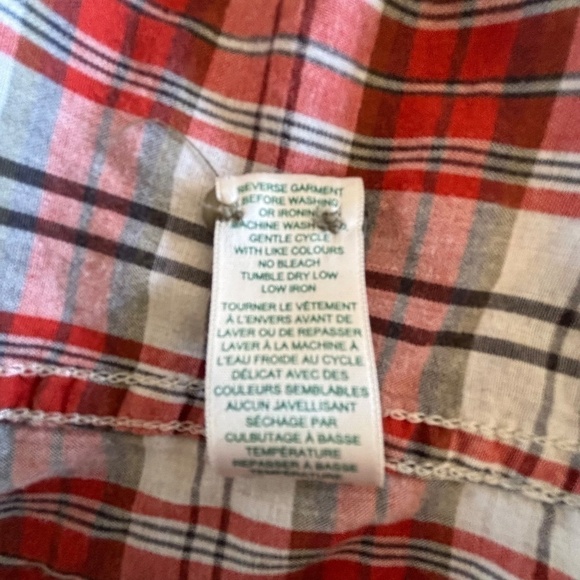 REVERSE GARMENT
BEFORE WASHING
OR IRONING
MACHINE WASH
GENTLE CYCLE
WITH LIKE COLOURS
NO BLEACH
TUMBLE DRY LOW
LOW IRON
TOURNER LE VÊTEMENT
À L'ENVERS AVANT DE
LAVER OU DE REPASSER
LAVER À LA MACHINE À
L'EAU FROIDE AU CYCLE
DÉLICAT AVEC DES
COULEURS SEMBLABLES
AUCUN JAVELLISANT
SÉCHAGE PAR
CULBUTAGE À BASSE
TEMPÉRATURE
REPASSER À BASSE
TEMPÉRATURE